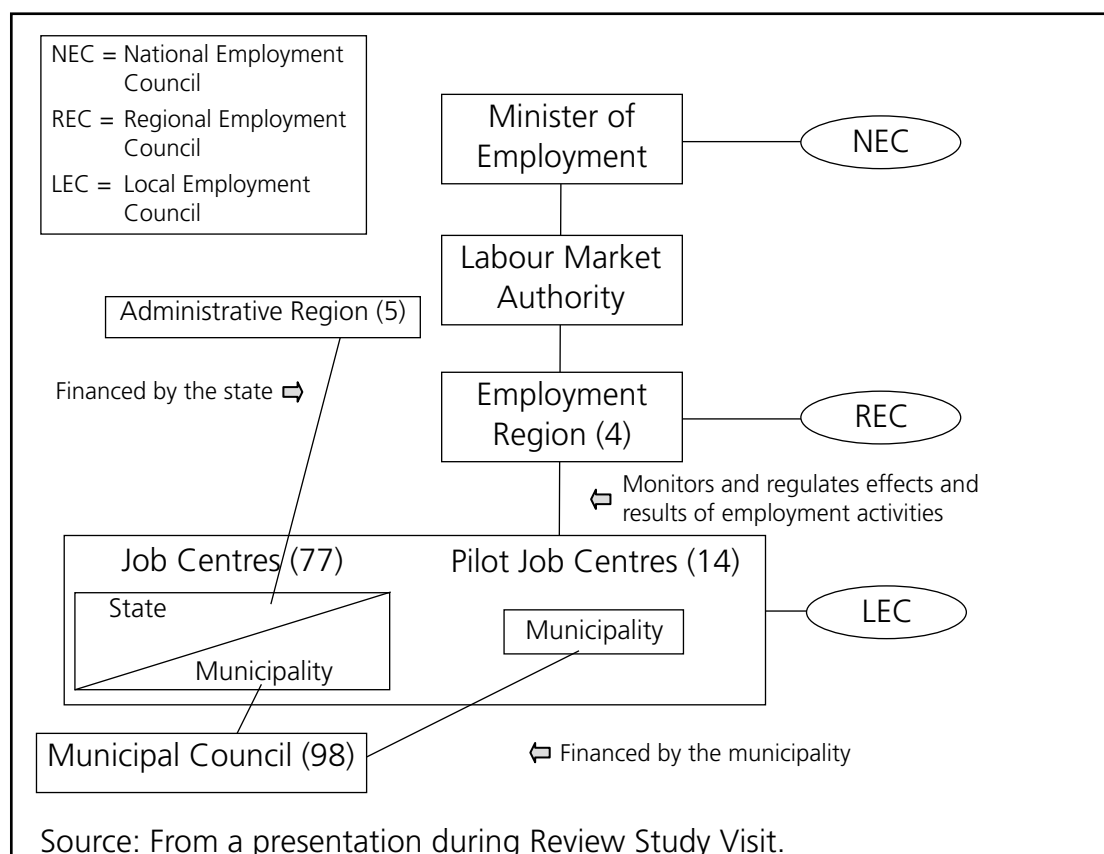 NEC = National Employment
Council
REC = Regional Employment
Council
LEC = Local Employment
Council
Minister of
Employment
NEC
Labour Market
Authority
Administrative Region (5)
Financed by the state
Employment
Region (4)
REC
Monitors and regulates effects and
results of employment activities
Job Centres (77)
Pilot Job Centres (14)
State
Municipality
Municipality
LEC
Municipal Council (98)
Financed by the municipality
Source: From a presentation during Review Study Visit.